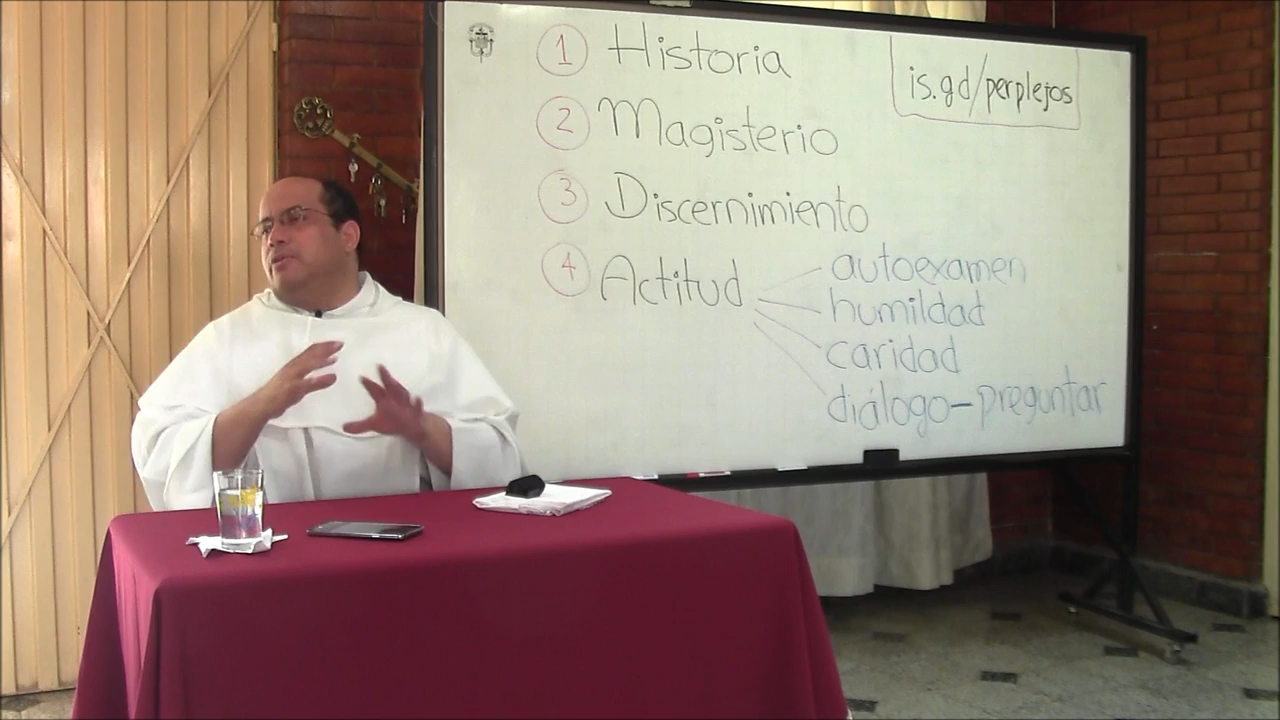 1 Historia
is.gd/perplejos
2 Magisterio
3 Discernimiento
4 Actitud
autoexamen
humildad
caridad
diálogo-preguntar